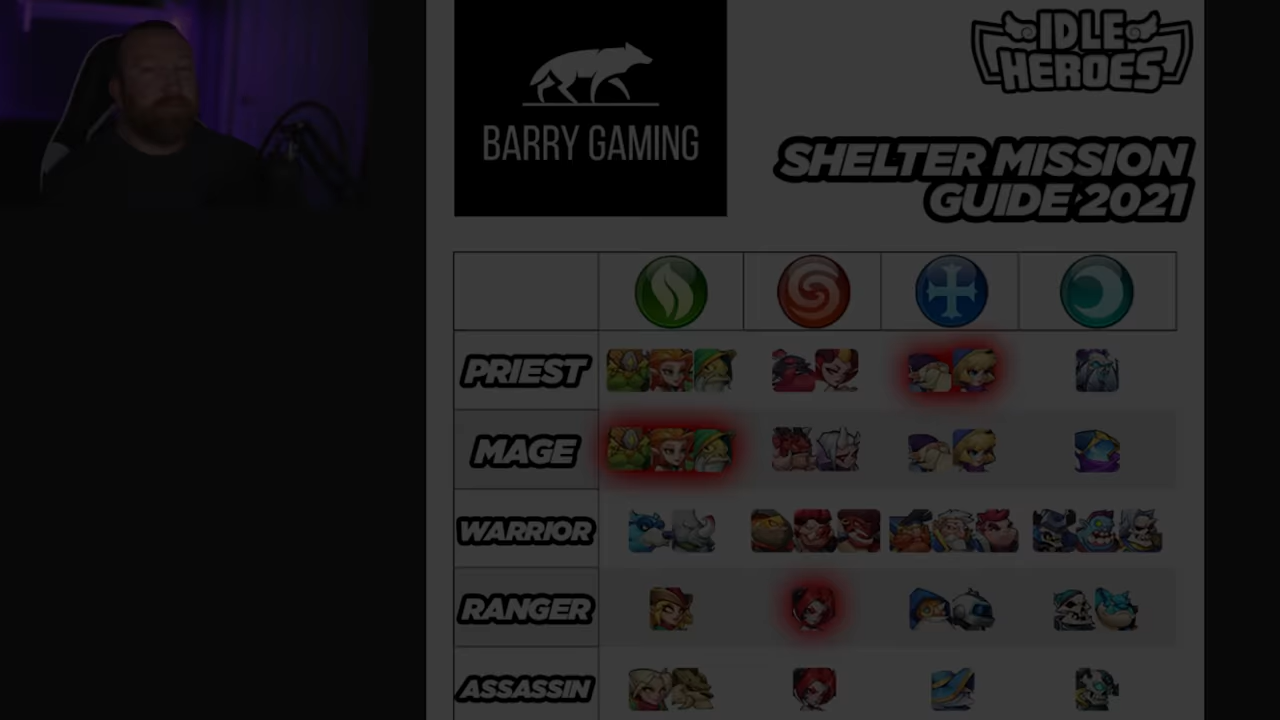 IDLE
HEROES
BARRY GAMING
SHELTER MISSION
GUIDE 2021
PRIEST
MAGE
WARRIOR
RANGER
ASSASSIN